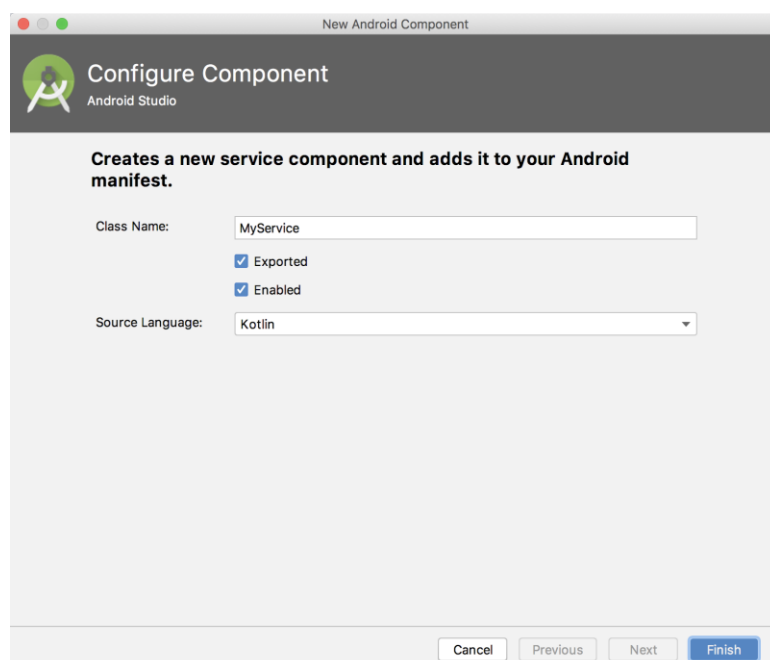 New Android Component
Configure Component
Android Studio
Creates a new service component and adds it to your Android
manifest.
Class Name:
MyService
Exported
Enabled
Source Language:
Kotlin
Cancel
Previous
Next
Finish